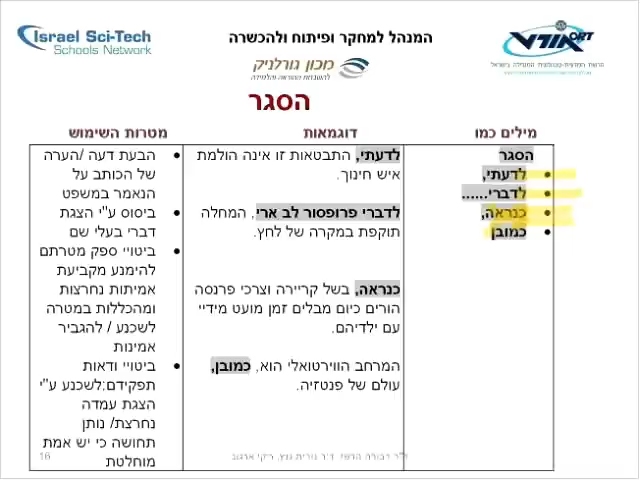 Israel Sci-Tech
Schools Network
המנהל למחקר ופיתוח ולהכשרה
מכון גורלניק
להשבחת ההוראה והלמידה
אורט ORT
הסגר
מילים כמו
דוגמאות
מטרות השימוש
הסגר
לדעתי,
לדברי......
כנראה,
כמובן
לדעתי, התבטאות זו אינה הולמת
איש חינוך.
לדברי פרופסור לב ארי, המחלה
תוקפת במקרה של לחץ.
כנראה, בשל קריירה וצרכי פרנסה
הורים כיום מבלים זמן מועט מידיי
עם ילדיהם.
המרחב הווירטואלי הוא, כמובן,
עולם של פנטזיה.
הבעת דעה /הערה
של הכותב על
הנאמר במשפט
ביסוס ע"י הצגת
דברי בעלי שם
ביטויי ספק מטרתם
להימנע מקביעת
אמיתות נחרצות
ומהכללות במטרה
לשכנע / להגביר
אמינות
ביטויי ודאות
תפקידם:לשכנע ע"י
הצגת עמדה
נחרצת/ נותן
תחושה כי יש אמת
מוחלטת
16